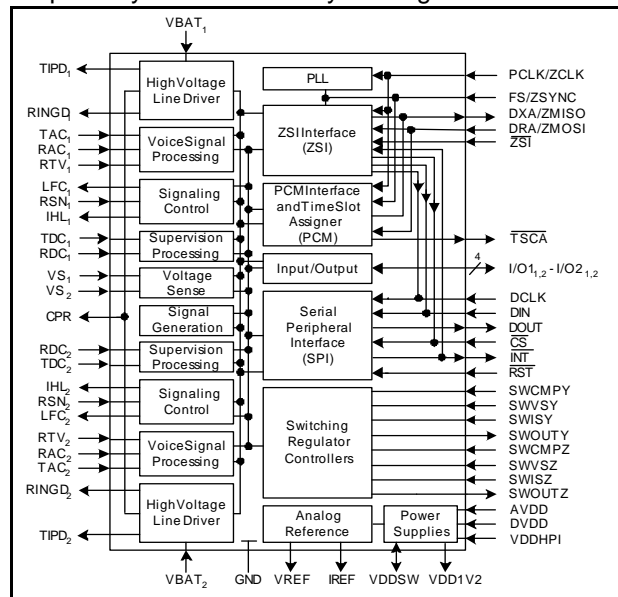 VBAT1
TIPD1
RINGD1
TAC1
RAC1
RTV1
LFC1
RSN1
IHL1
TDC1
RDC1
VS1
VS2
CPR
RDC2
TDC2
IHL2
RSN2
LFC2
RTV2
RAC2
TAC2
RINGD2
TIPD2
VBAT2
High Voltage
Line Driver
Voice Signal
Processing
Signaling
Control
Supervision
Processing
Voltage
Sense
Signal
Generation
Supervision
Processing
Signaling
Control
Voice Signal
Processing
High Voltage
Line Driver
PLL
ZSI Interface
(ZSI)
PCM Interface
and Time Slot
Assigner
(PCM)
Input/Output
Serial
Peripheral
Interface
(SPI)
Switching
Regulator
Controllers
Analog
Reference
Power
Supplies
PCLK/ZCLK
FS/ZSYNC
DXA/ZMISO
DRA/ZMOSI
ZSI
TSCA
4
I/O11,2 - I/O21,2
DCLK
DIN
DOUT
CS
INT
RST
SWCMPY
SWVSY
SWISY
SWOUTY
SWCMPZ
SWVSZ
SWISZ
SWOUTZ
AVDD
DVDD
VDDHPI
GND
VREF
IREF
VDDSW
VDD1V2